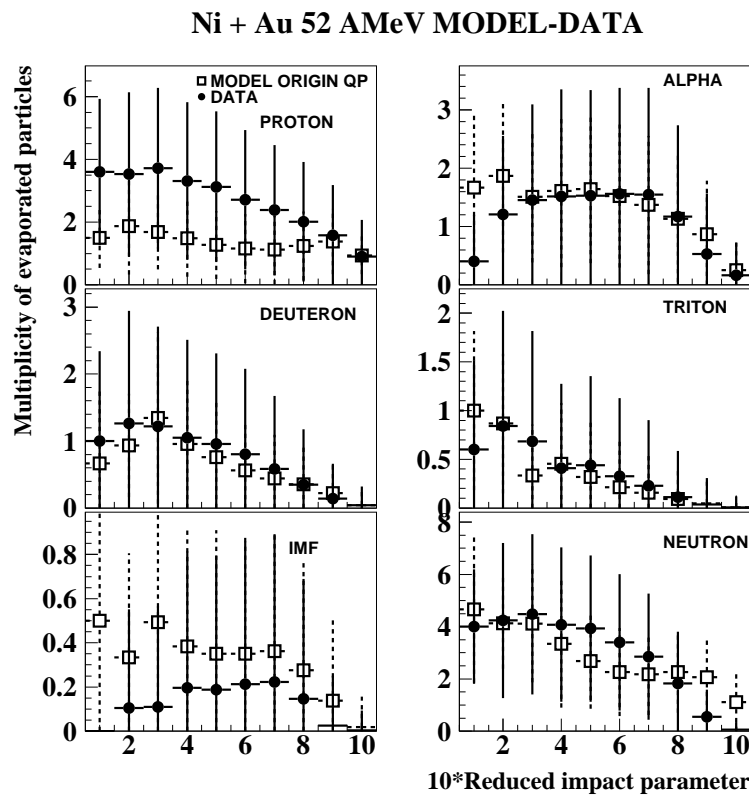 Ni + Au 52 AMeV MODEL-DATA
Multiplicity of evaporated particles
MODEL ORIGIN QP
DATA
PROTON
6
4
2
0
ALPHA
3
2
1
0
DEUTERON
3
2
1
0
TRITON
2
1.5
1
0.5
0
IMF
0.8
0.6
0.4
0.2
0
2 4 6 8 10
NEUTRON
8
6
4
2
0
2 4 6 8 10
10*Reduced impact parameter